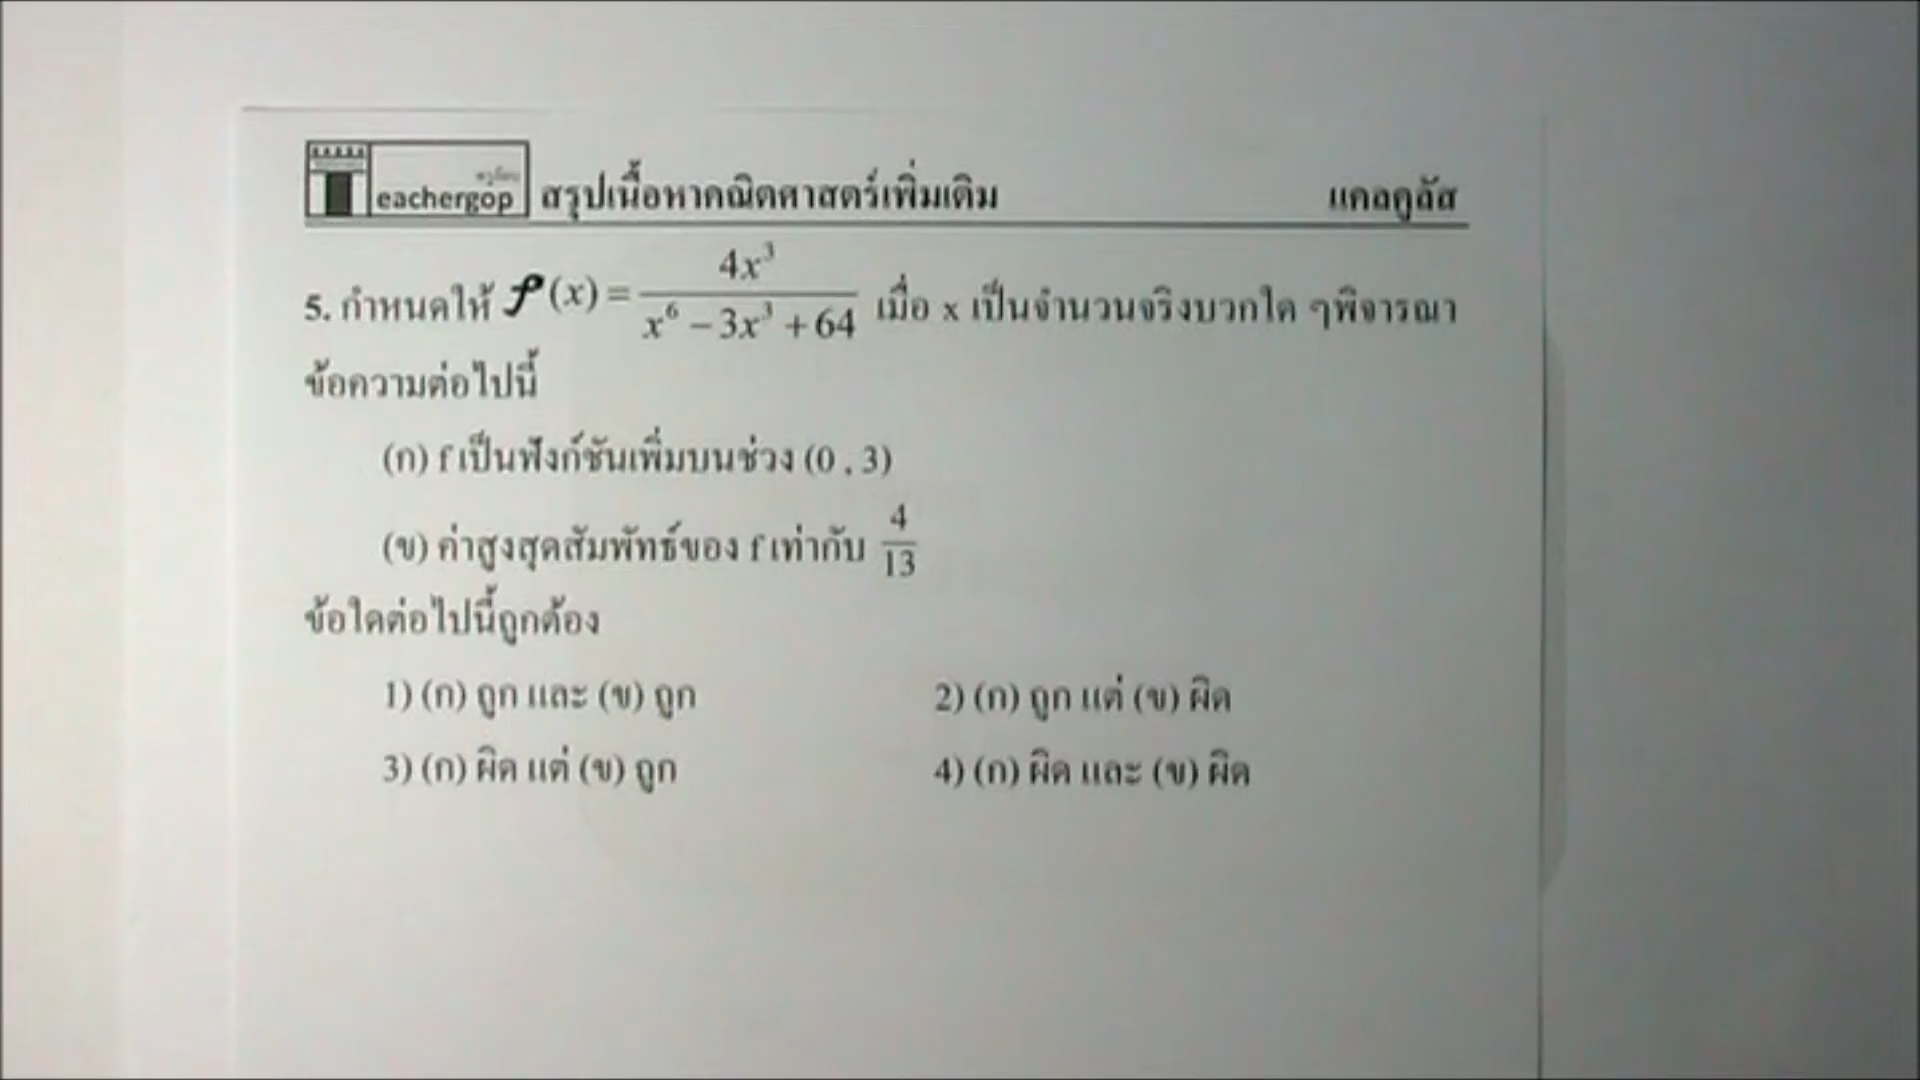 eachergop สรุปเนื้อหาคณิตศาสตร์เพิ่มเติม แคลคูลัส
5. กำหนดให้ f(x) = \frac{4x^3}{x^6 - 3x^3 + 64} เมื่อ x เป็นจำนวนจริงบวกใด ๆพิจารณา
ข้อความต่อไปนี้
(ก) f เป็นฟังก์ชันเพิ่มบนช่วง (0 , 3)
(ข) ค่าสูงสุดสัมพัทธ์ของ f เท่ากับ \frac{4}{13}
ข้อใดต่อไปนี้ถูกต้อง
1) (ก) ถูก และ (ข) ถูก 2) (ก) ถูก แต่ (ข) ผิด
3) (ก) ผิด แต่ (ข) ถูก 4) (ก) ผิด และ (ข) ผิด